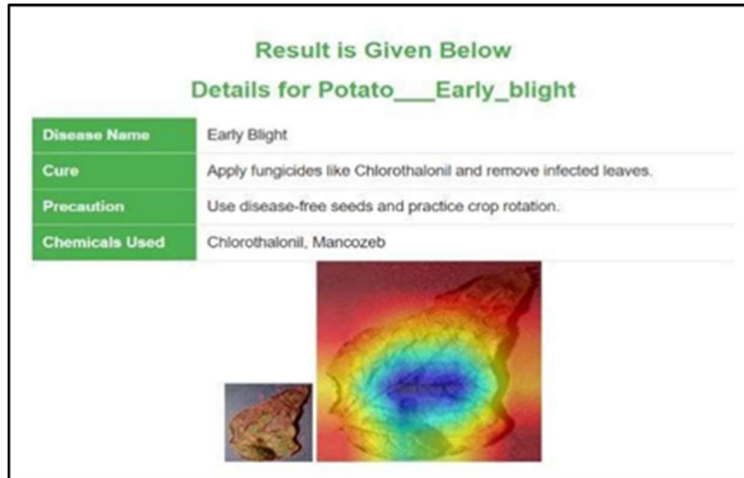 Result is Given Below
Details for Potato___Early_blight
Disease Name Early Blight
Cure Apply fungicides like Chlorothalonil and remove infected leaves.
Precaution Use disease-free seeds and practice crop rotation.
Chemicals Used Chlorothalonil, Mancozeb